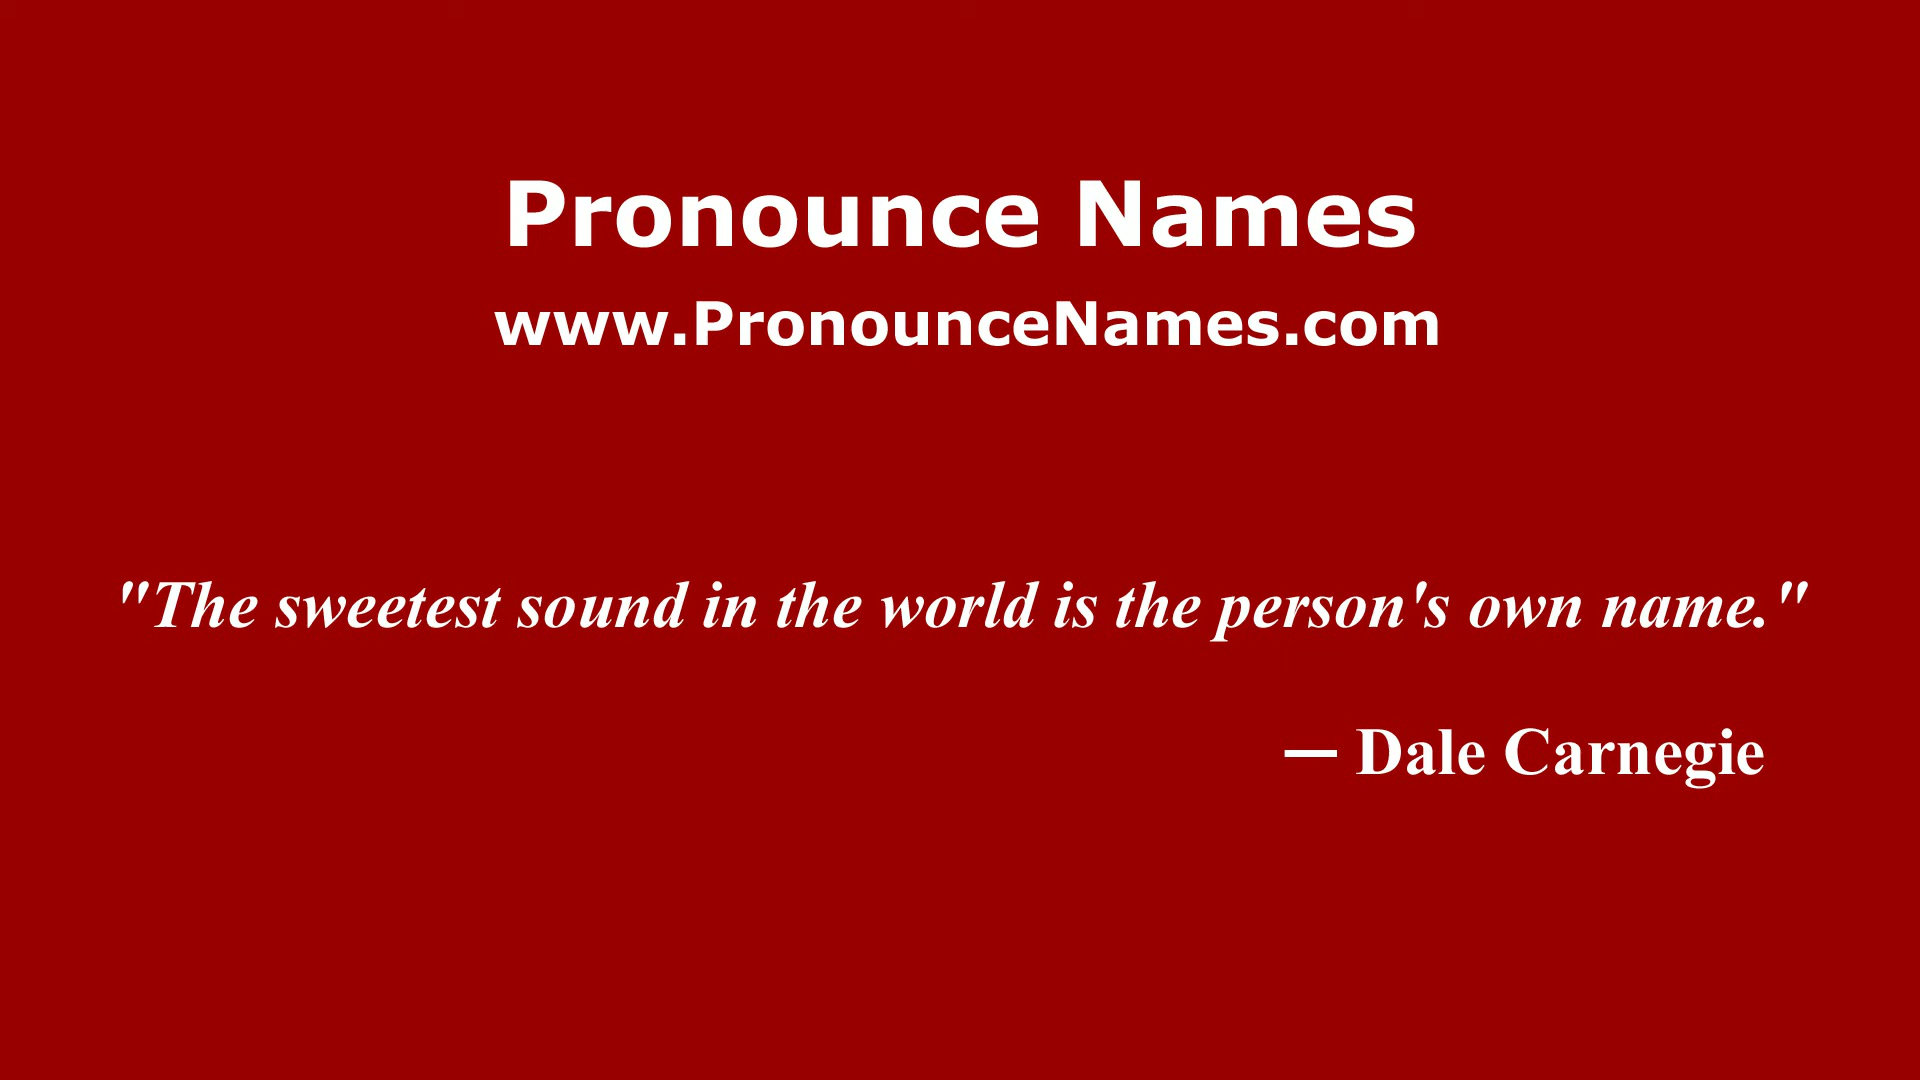 Pronounce Names
www.PronounceNames.com
"The sweetest sound in the world is the person's own name."
— Dale Carnegie